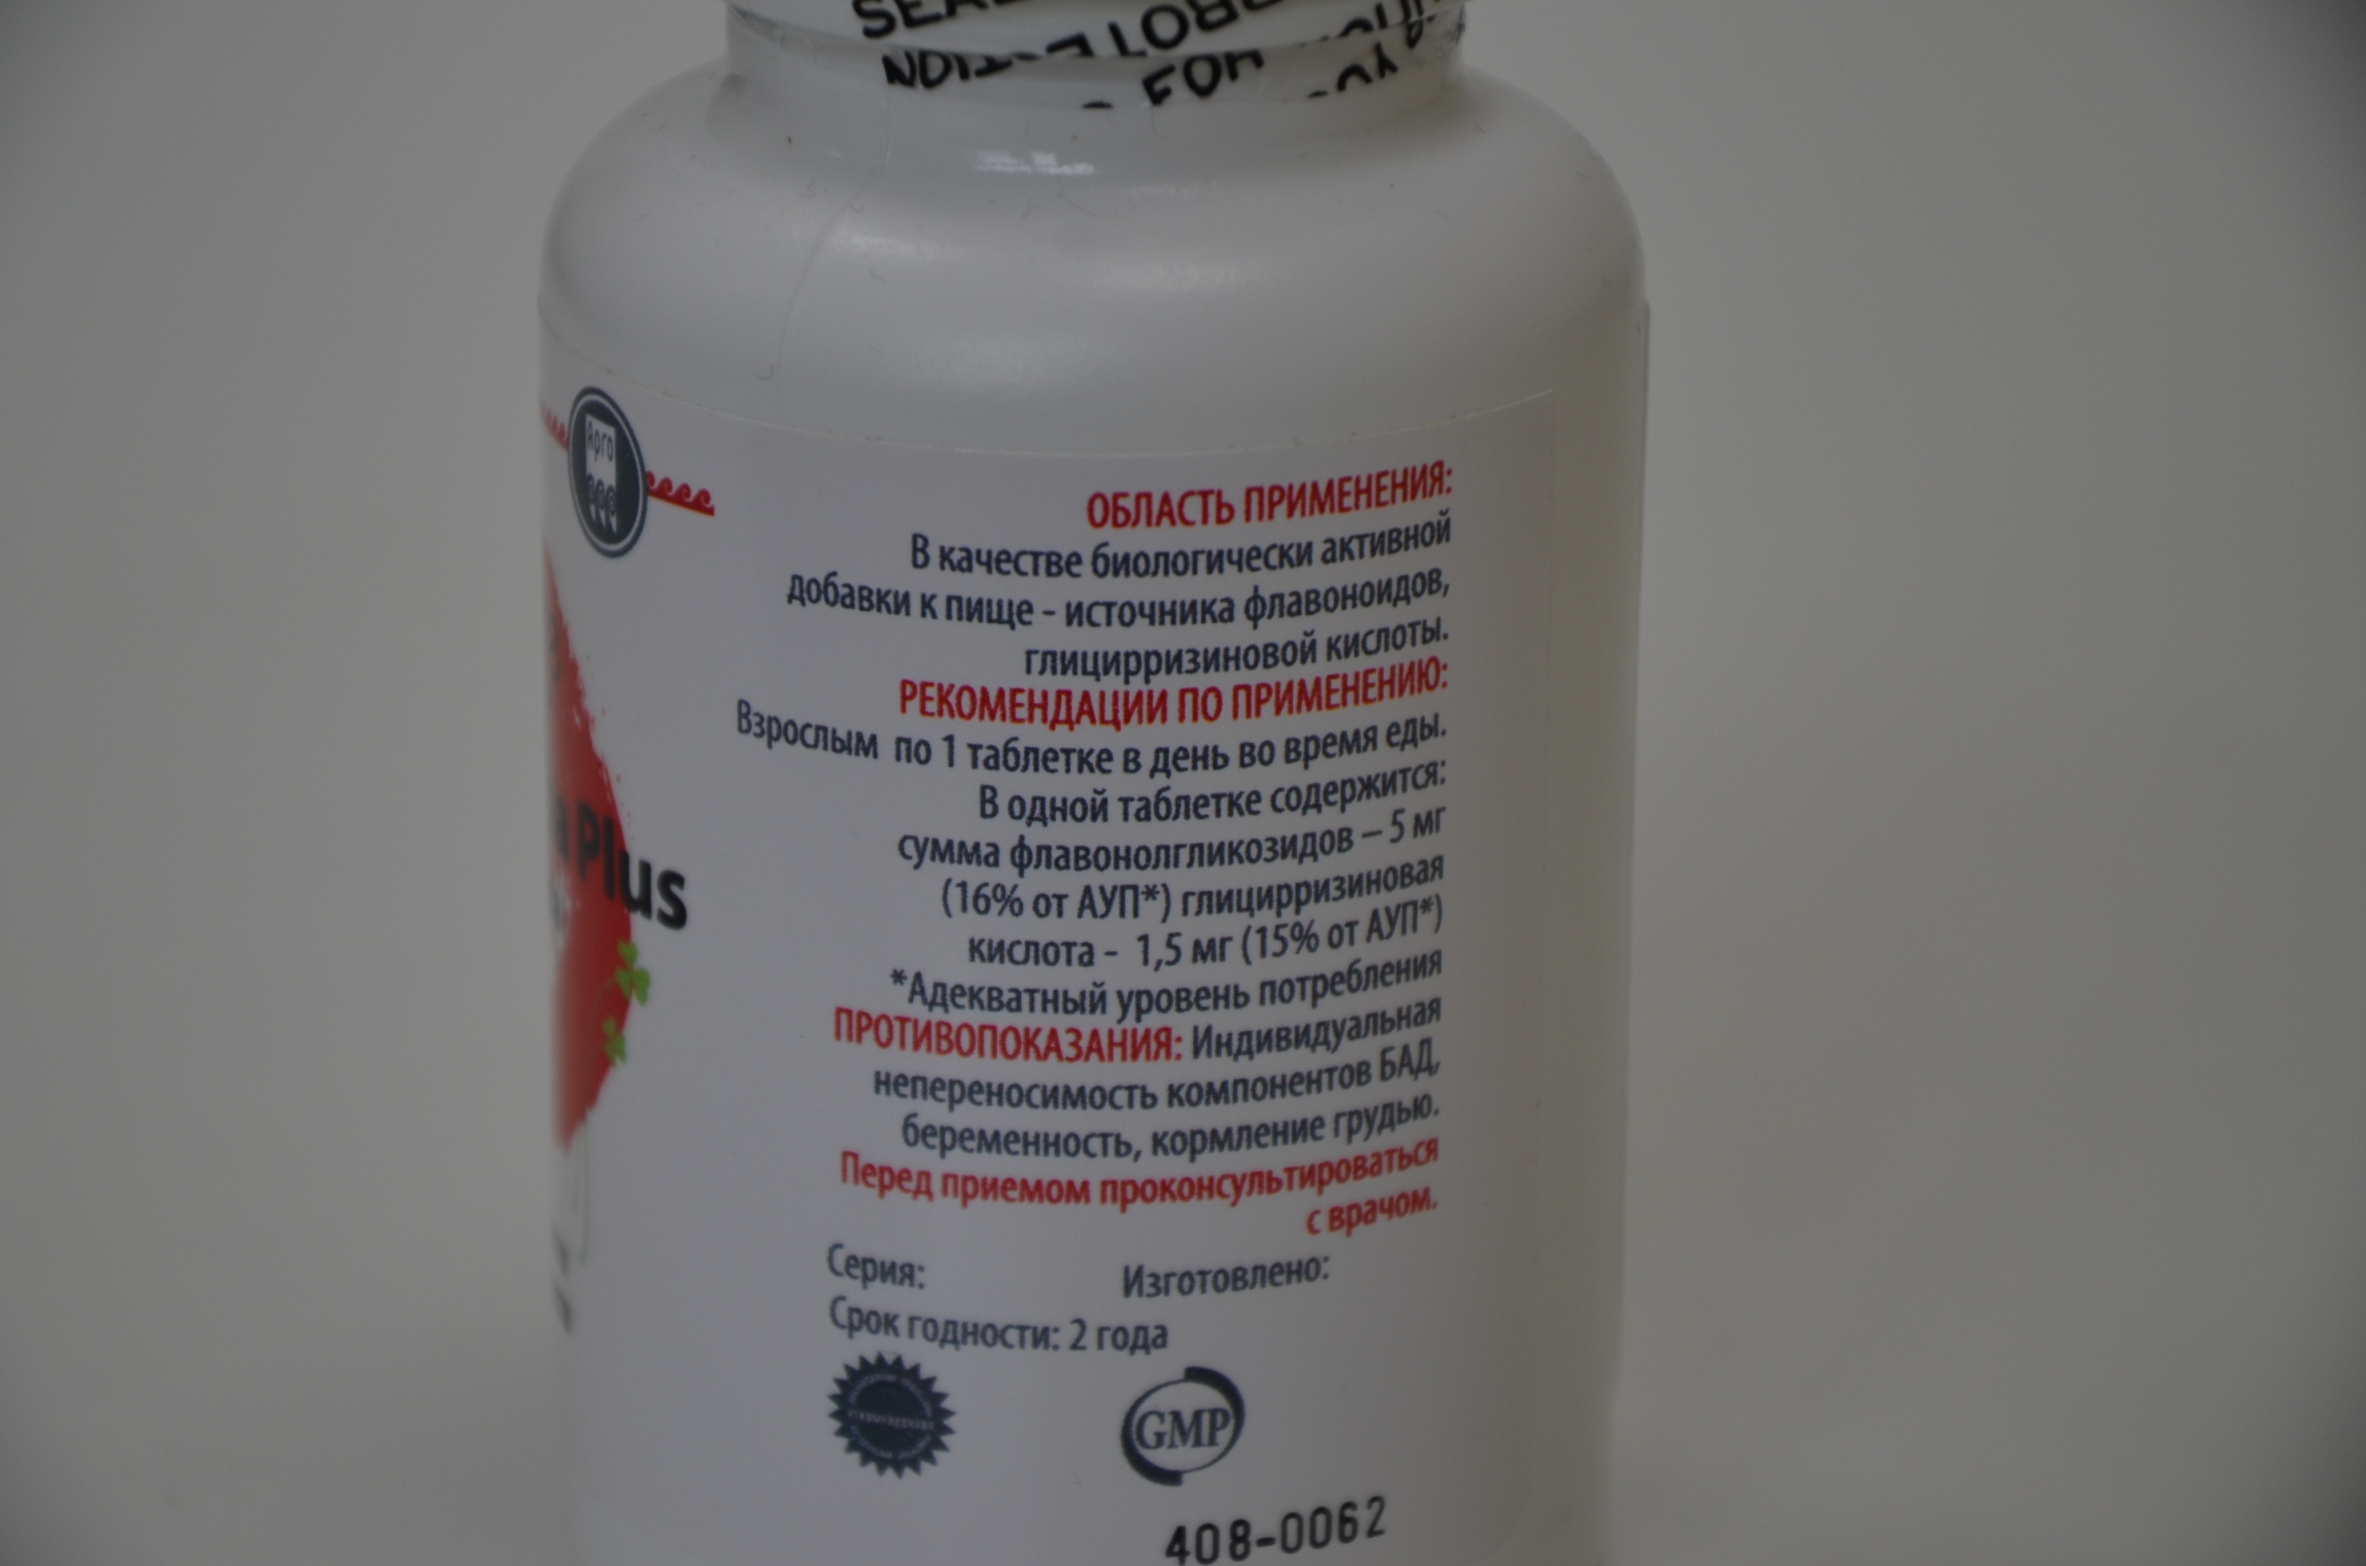 FOR
Арго
ОБЛАСТЬ ПРИМЕНЕНИЯ:
В качестве биологически активной
добавки к пище - источника флавоноидов,
глицирризиновой кислоты.
РЕКОМЕНДАЦИИ ПО ПРИМЕНЕНИЮ:
Взрослым по 1 таблетке в день во время еды.
В одной таблетке содержится:
сумма флавонолгликозидов – 5 мг
(16% от АУП*) глицирризиновая
кислота - 1,5 мг (15% от АУП*)
*Адекватный уровень потребления
ПРОТИВОПОКАЗАНИЯ: Индивидуальная
непереносимость компонентов БАД,
беременность, кормление грудью.
Перед приемом проконсультироваться
с врачом.
Plus
Серия: Изготовлено:
Срок годности: 2 года
GMP
408-0062